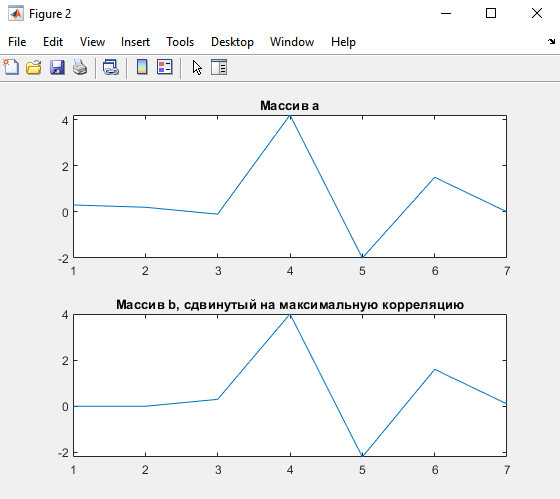 Figure 2
File Edit View Insert Tools Desktop Window Help
Массив a
4
2
0
-2
1 2 3 4 5 6 7
Массив b, сдвинутый на максимальную корреляцию
4
2
0
-2
1 2 3 4 5 6 7